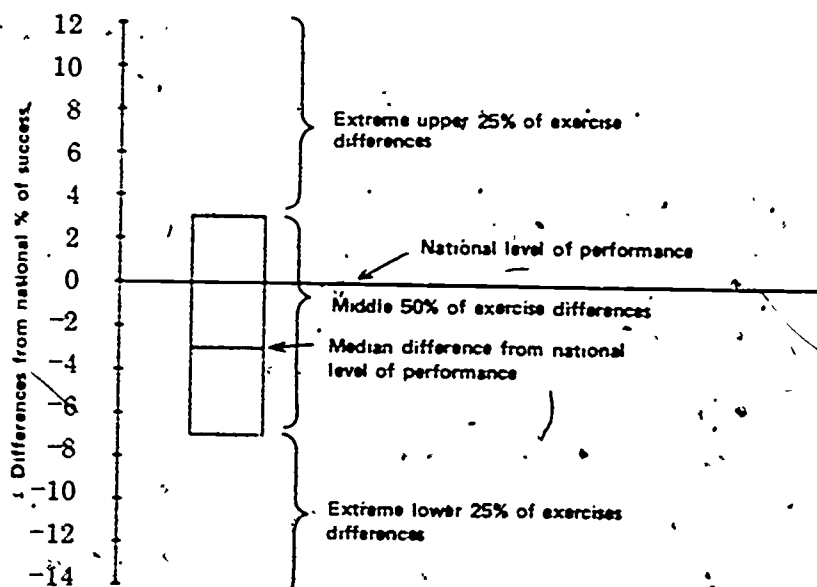 12
10
8
6
4
2
0
-2
-4
-6
-8
-10
-12
-14
Differences from national % of success
Extreme upper 25% of exercise
differences
National level of performance
Middle 50% of exercise differences
Median difference from national
level of performance
Extreme lower 25% of exercises
differences